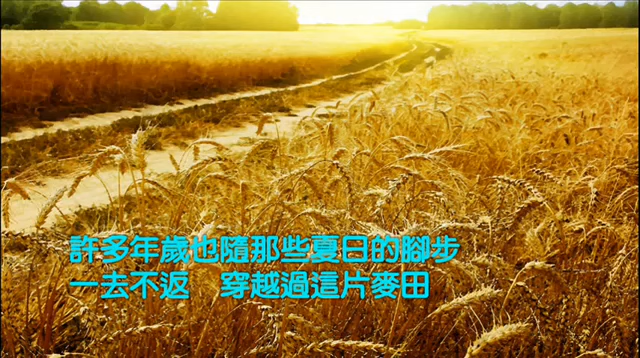 許多年歲也隨那些夏日的腳步
一去不返　穿越過這片麥田